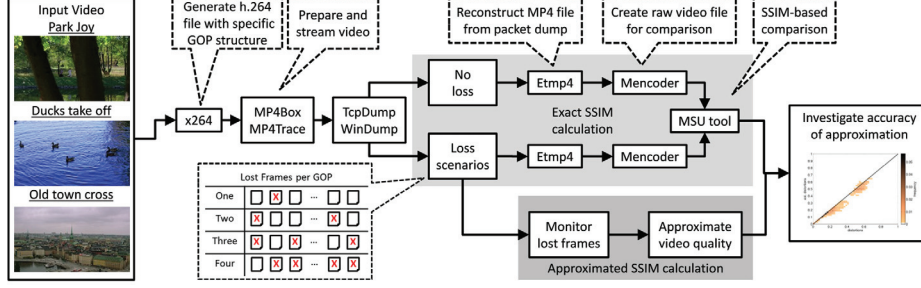 Input Video
Park Joy
Ducks take off
Old town cross
Generate h.264
file with specific
GOP structure
Prepare and
stream video
Reconstruct MP4 file
from packet dump
Create raw video file
for comparison
SSIM-based
comparison
x264
MP4Box
MP4Trace
TcpDump
WinDump
No
loss
Etmp4
Mencoder
Exact SSIM
calculation
MSU tool
Loss
scenarios
Etmp4
Mencoder
Lost Frames per GOP
One X ...
Two X ... X
Three X X ... X
Four X ... X X
Monitor
lost frames
Approximate
video quality
Approximated SSIM calculation
Investigate accuracy
of approximation